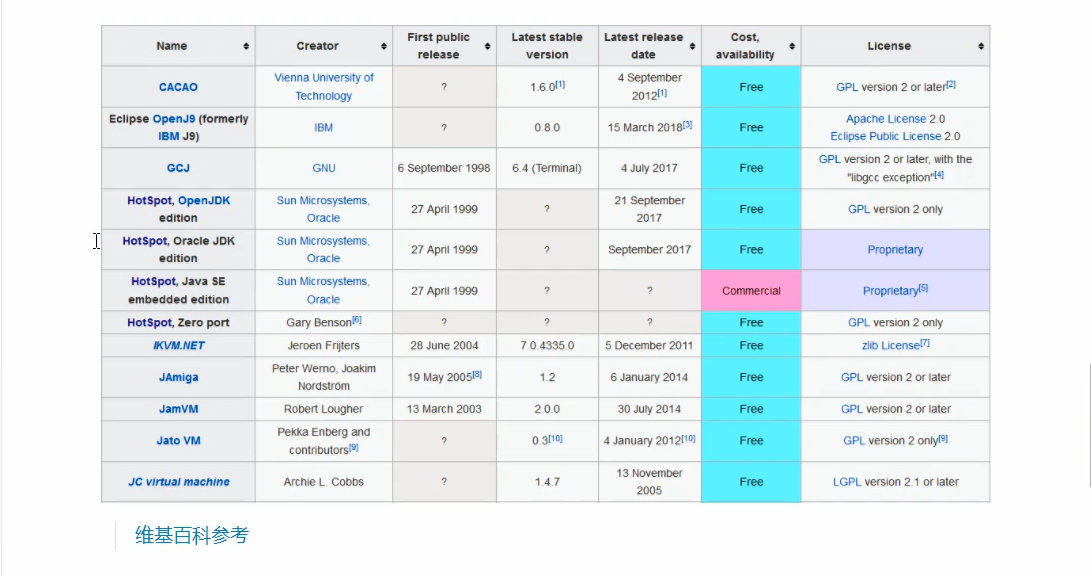 Name Creator First public release Latest stable version Latest release date Cost, availability License
CACAO Vienna University of Technology ? 1.6.0[1] 4 September 2012[1] Free GPL version 2 or later[2]
Eclipse OpenJ9 (formerly IBM J9) IBM ? 0.8.0 15 March 2018[3] Free Apache License 2.0 Eclipse Public License 2.0
GCJ GNU 6 September 1998 6.4 (Terminal) 4 July 2017 Free GPL version 2 or later, with the "libgcc exception"[4]
HotSpot, OpenJDK edition Sun Microsystems, Oracle 27 April 1999 ? 21 September 2017 Free GPL version 2 only
HotSpot, Oracle JDK edition Sun Microsystems, Oracle 27 April 1999 ? September 2017 Free Proprietary
HotSpot, Java SE embedded edition Sun Microsystems, Oracle 27 April 1999 ? ? Commercial Proprietary[5]
HotSpot, Zero port Gary Benson[6] ? ? ? Free GPL version 2 only
IKVM.NET Jeroen Frijters 28 June 2004 7.0.4335.0 5 December 2011 Free zlib License[7]
JAmiga Peter Werno, Joakim Nordström 19 May 2005[8] 1.2 6 January 2014 Free GPL version 2 or later
JamVM Robert Lougher 13 March 2003 2.0.0 30 July 2014 Free GPL version 2 or later
Jato VM Pekka Enberg and contributors[9] ? 0.3[10] 4 January 2012[10] Free GPL version 2 only[9]
JC virtual machine Archie L. Cobbs ? 1.4.7 13 November 2005 Free LGPL version 2.1 or later
维基百科参考